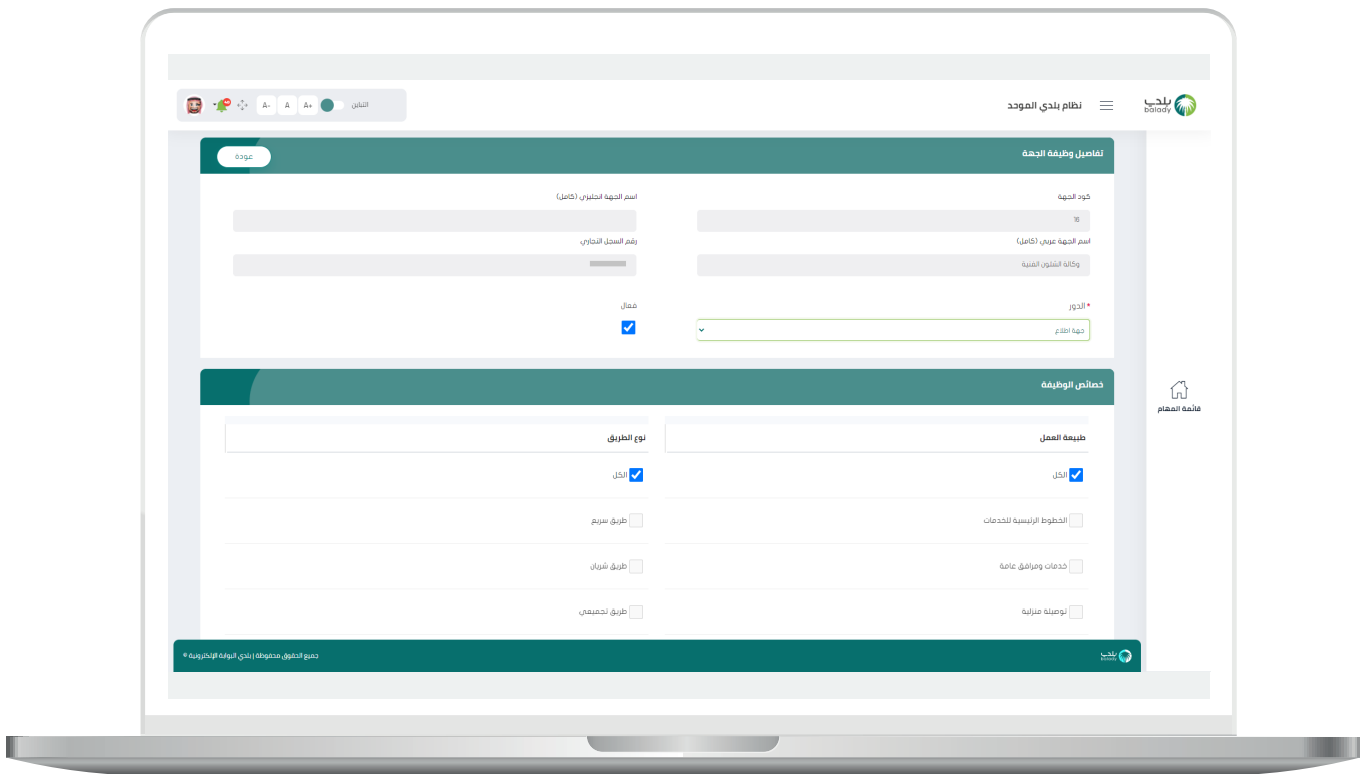 بلدي
balady
نظام بلدي الموحد
التباين
A+
A
A-
تفاصيل وظيفة الجهة
عودة
كود الجهة
اسم الجهة انجليزي (كامل)
16
اسم الجهة عربي (كامل)
رقم السجل التجاري
وكالة الشئون الفنية
* الدور
فعال
جهة اطلاع
خصائص الوظيفة
قائمة المهام
طبيعة العمل
نوع الطريق
الكل
الكل
الخطوط الرئيسية للخدمات
طريق سريع
خدمات ومرافق عامة
طريق شريان
توصيلة منزلية
طريق تجميعي
بلدي
balady
جميع الحقوق محفوظة | بلدي البوابة الإلكترونية ©